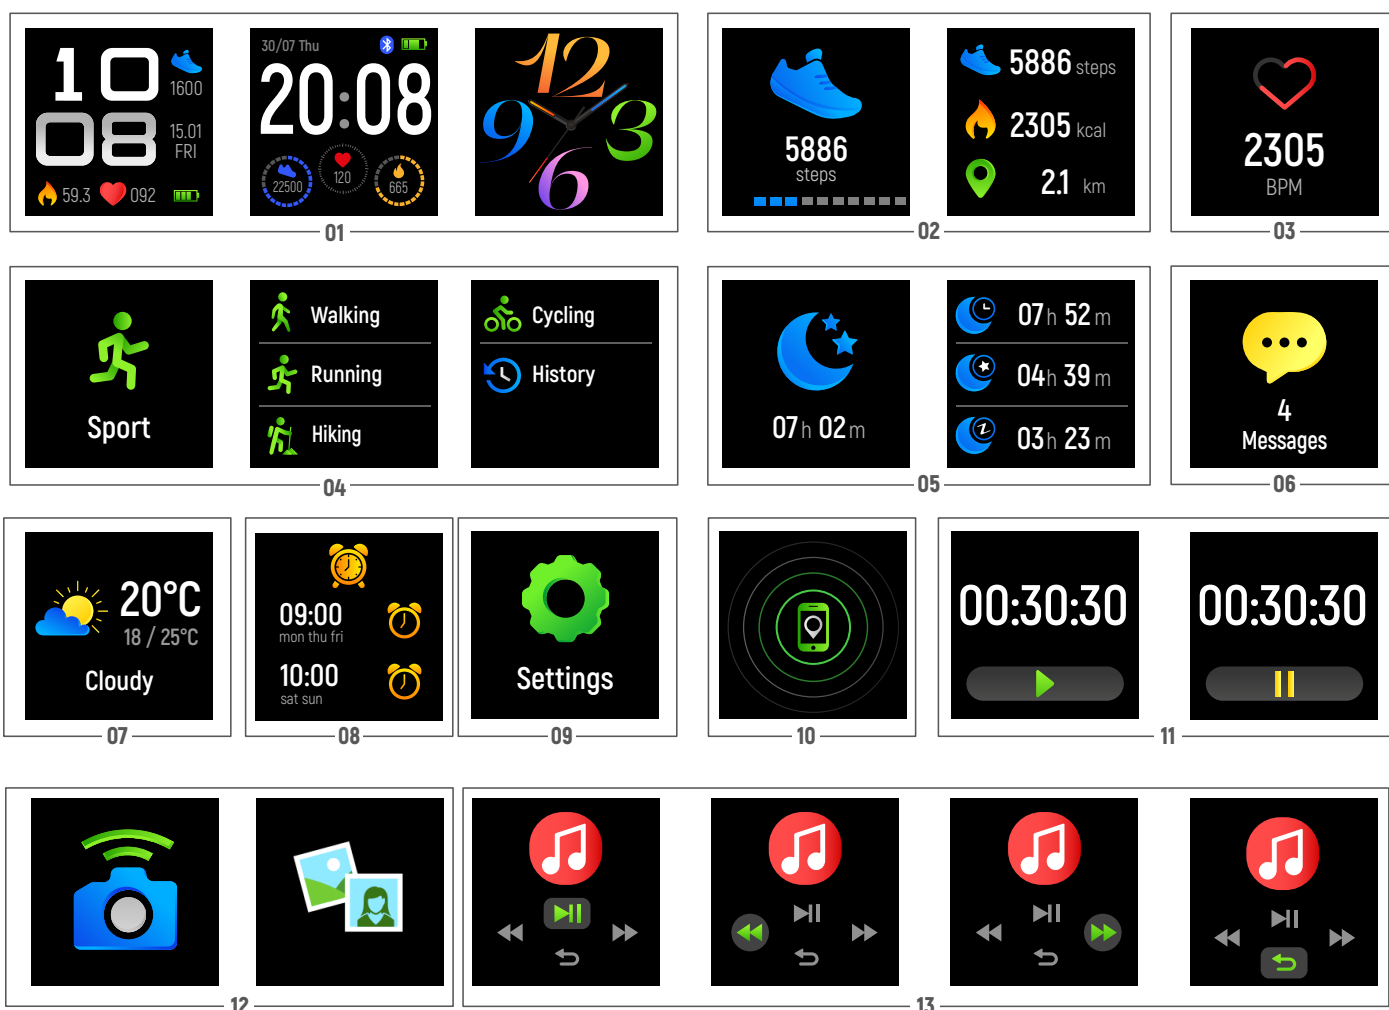 10
08
1600
15.01
FRI
59.3
092
30/07 Thu
20:08
22500
120
665
12
9
3
6
01
5886
steps
5886 steps
2305 kcal
2.1 km
02
2305
BPM
03
Sport
Walking
Running
Hiking
Cycling
History
04
07h 02m
07h 52m
04h 39m
Z
03h 23m
05
4
Messages
06
20°C
18 / 25°C
Cloudy
07
09:00
mon thu fri
10:00
sat sun
08
Settings
09
10
00:30:30
00:30:30
11
12
13